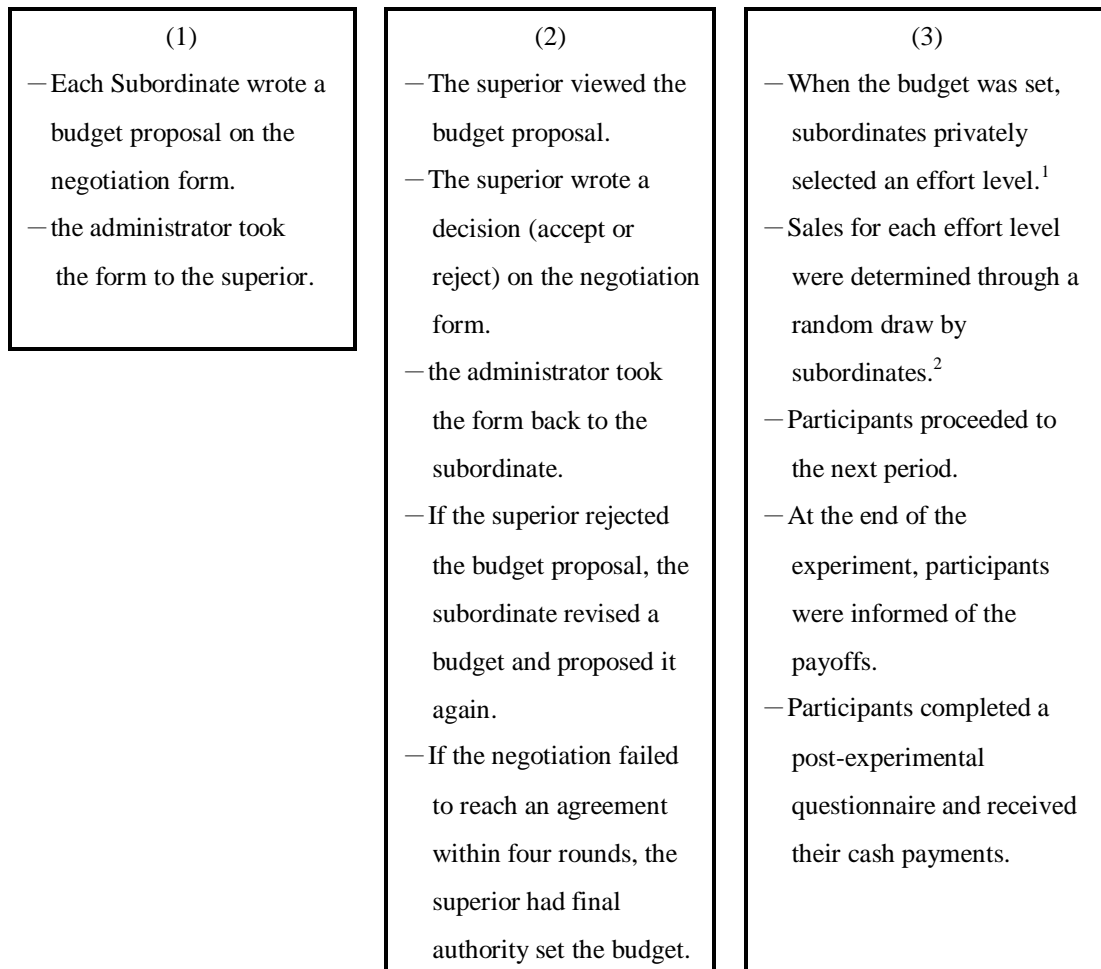 (1)
—Each Subordinate wrote a
budget proposal on the
negotiation form.
—the administrator took
the form to the superior.
(2)
—The superior viewed the
budget proposal.
—The superior wrote a
decision (accept or
reject) on the negotiation
form.
—the administrator took
the form back to the
subordinate.
—If the superior rejected
the budget proposal, the
subordinate revised a
budget and proposed it
again.
—If the negotiation failed
to reach an agreement
within four rounds, the
superior had final
authority set the budget.
(3)
—When the budget was set,
subordinates privately
selected an effort level.1
—Sales for each effort level
were determined through a
random draw by
subordinates.2
—Participants proceeded to
the next period.
—At the end of the
experiment, participants
were informed of the
payoffs.
—Participants completed a
post-experimental
questionnaire and received
their cash payments.